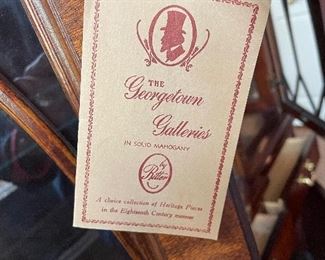 THE
Georgetown
Galleries
IN SOLID MAHOGANY
by
Ritter
A choice collection of Heritage Pieces
in the Eighteenth Century manner